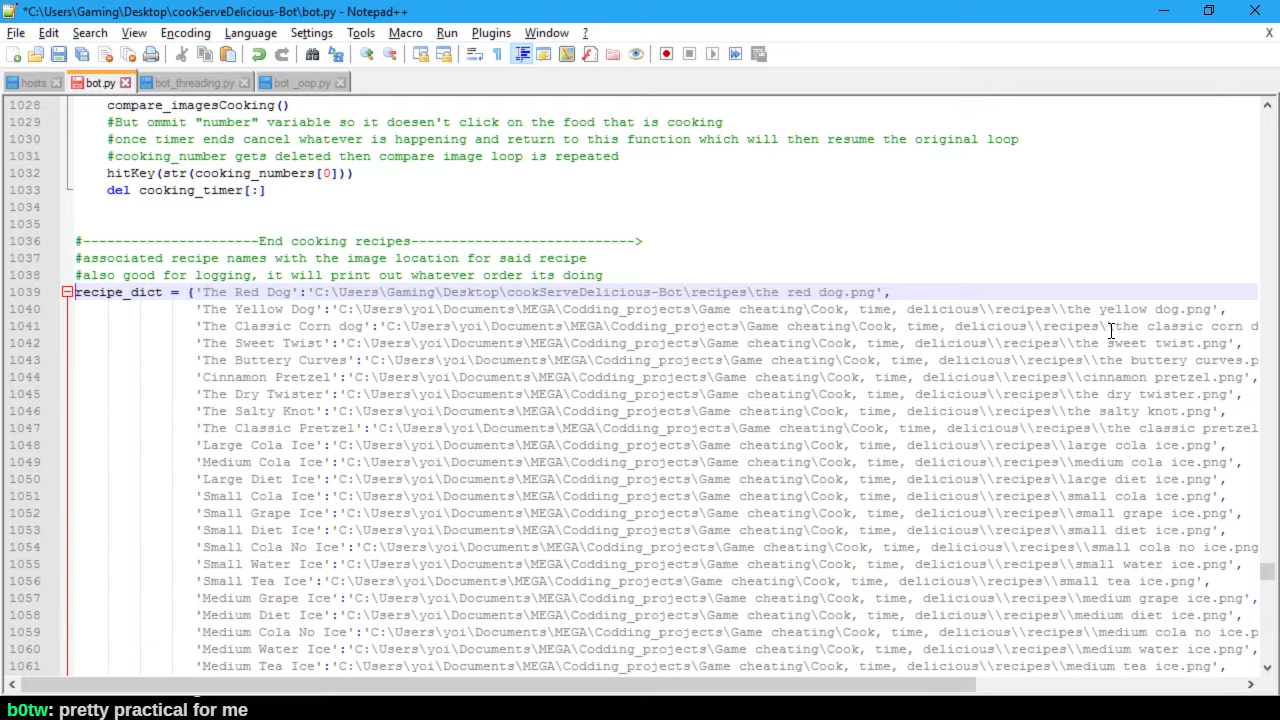 *C:\Users\Gaming\Desktop\cookServeDelicious-Bot\bot.py - Notepad++
File Edit Search View Encoding Language Settings Tools Macro Run Plugins Window ? X
hosts bot.py bot_threading.py bot _oop.py
1028 compare_imagesCooking()
1029 #But ommit "number" variable so it doesen't click on the food that is cooking
1030 #once timer ends cancel whatever is happening and return to this function which will then resume the original loop
1031 #cooking_number gets deleted then compare image loop is repeated
1032 hitKey(str(cooking_numbers[0]))
1033 del cooking_timer[:]
1034
1035
1036 #----------------------End cooking recipes---------------------------->
1037 #associated recipe names with the image location for said recipe
1038 #also good for logging, it will print out whatever order its doing
1039 recipe_dict = {'The Red Dog':'C:\Users\Gaming\Desktop\cookServeDelicious-Bot\recipes\the red dog.png',
1040 'The Yellow Dog':'C:\Users\yoi\Documents\MEGA\Codding_projects\Game cheating\Cook, time, delicious\\recipes\\the yellow dog.png',
1041 'The Classic Corn dog':'C:\Users\yoi\Documents\MEGA\Codding_projects\Game cheating\Cook, time, delicious\\recipes\\the classic corn d
1042 'The Sweet Twist':'C:\Users\yoi\Documents\MEGA\Codding_projects\Game cheating\Cook, time, delicious\\recipes\\the sweet twist.png',
1043 'The Buttery Curves':'C:\Users\yoi\Documents\MEGA\Codding_projects\Game cheating\Cook, time, delicious\\recipes\\the buttery curves.p
1044 'Cinnamon Pretzel':'C:\Users\yoi\Documents\MEGA\Codding_projects\Game cheating\Cook, time, delicious\\recipes\\cinnamon pretzel.png',
1045 'The Dry Twister':'C:\Users\yoi\Documents\MEGA\Codding_projects\Game cheating\Cook, time, delicious\\recipes\\the dry twister.png',
1046 'The Salty Knot':'C:\Users\yoi\Documents\MEGA\Codding_projects\Game cheating\Cook, time, delicious\\recipes\\the salty knot.png',
1047 'The Classic Pretzel':'C:\Users\yoi\Documents\MEGA\Codding_projects\Game cheating\Cook, time, delicious\\recipes\\the classic pretzel
1048 'Large Cola Ice':'C:\Users\yoi\Documents\MEGA\Codding_projects\Game cheating\Cook, time, delicious\\recipes\\large cola ice.png',
1049 'Medium Cola Ice':'C:\Users\yoi\Documents\MEGA\Codding_projects\Game cheating\Cook, time, delicious\\recipes\\medium cola ice.png',
1050 'Large Diet Ice':'C:\Users\yoi\Documents\MEGA\Codding_projects\Game cheating\Cook, time, delicious\\recipes\\large diet ice.png',
1051 'Small Cola Ice':'C:\Users\yoi\Documents\MEGA\Codding_projects\Game cheating\Cook, time, delicious\\recipes\\small cola ice.png',
1052 'Small Grape Ice':'C:\Users\yoi\Documents\MEGA\Codding_projects\Game cheating\Cook, time, delicious\\recipes\\small grape ice.png',
1053 'Small Diet Ice':'C:\Users\yoi\Documents\MEGA\Codding_projects\Game cheating\Cook, time, delicious\\recipes\\small diet ice.png',
1054 'Small Cola No Ice':'C:\Users\yoi\Documents\MEGA\Codding_projects\Game cheating\Cook, time, delicious\\recipes\\small cola no ice.png
1055 'Small Water Ice':'C:\Users\yoi\Documents\MEGA\Codding_projects\Game cheating\Cook, time, delicious\\recipes\\small water ice.png',
1056 'Small Tea Ice':'C:\Users\yoi\Documents\MEGA\Codding_projects\Game cheating\Cook, time, delicious\\recipes\\small tea ice.png',
1057 'Medium Grape Ice':'C:\Users\yoi\Documents\MEGA\Codding_projects\Game cheating\Cook, time, delicious\\recipes\\medium grape ice.png',
1058 'Medium Diet Ice':'C:\Users\yoi\Documents\MEGA\Codding_projects\Game cheating\Cook, time, delicious\\recipes\\medium diet ice.png',
1059 'Medium Cola No Ice':'C:\Users\yoi\Documents\MEGA\Codding_projects\Game cheating\Cook, time, delicious\\recipes\\medium cola no ice.p
1060 'Medium Water Ice':'C:\Users\yoi\Documents\MEGA\Codding_projects\Game cheating\Cook, time, delicious\\recipes\\medium water ice.png',
1061 'Medium Tea Ice':'C:\Users\yoi\Documents\MEGA\Codding_projects\Game cheating\Cook, time, delicious\\recipes\\medium tea ice.png',
b0tw: pretty practical for me